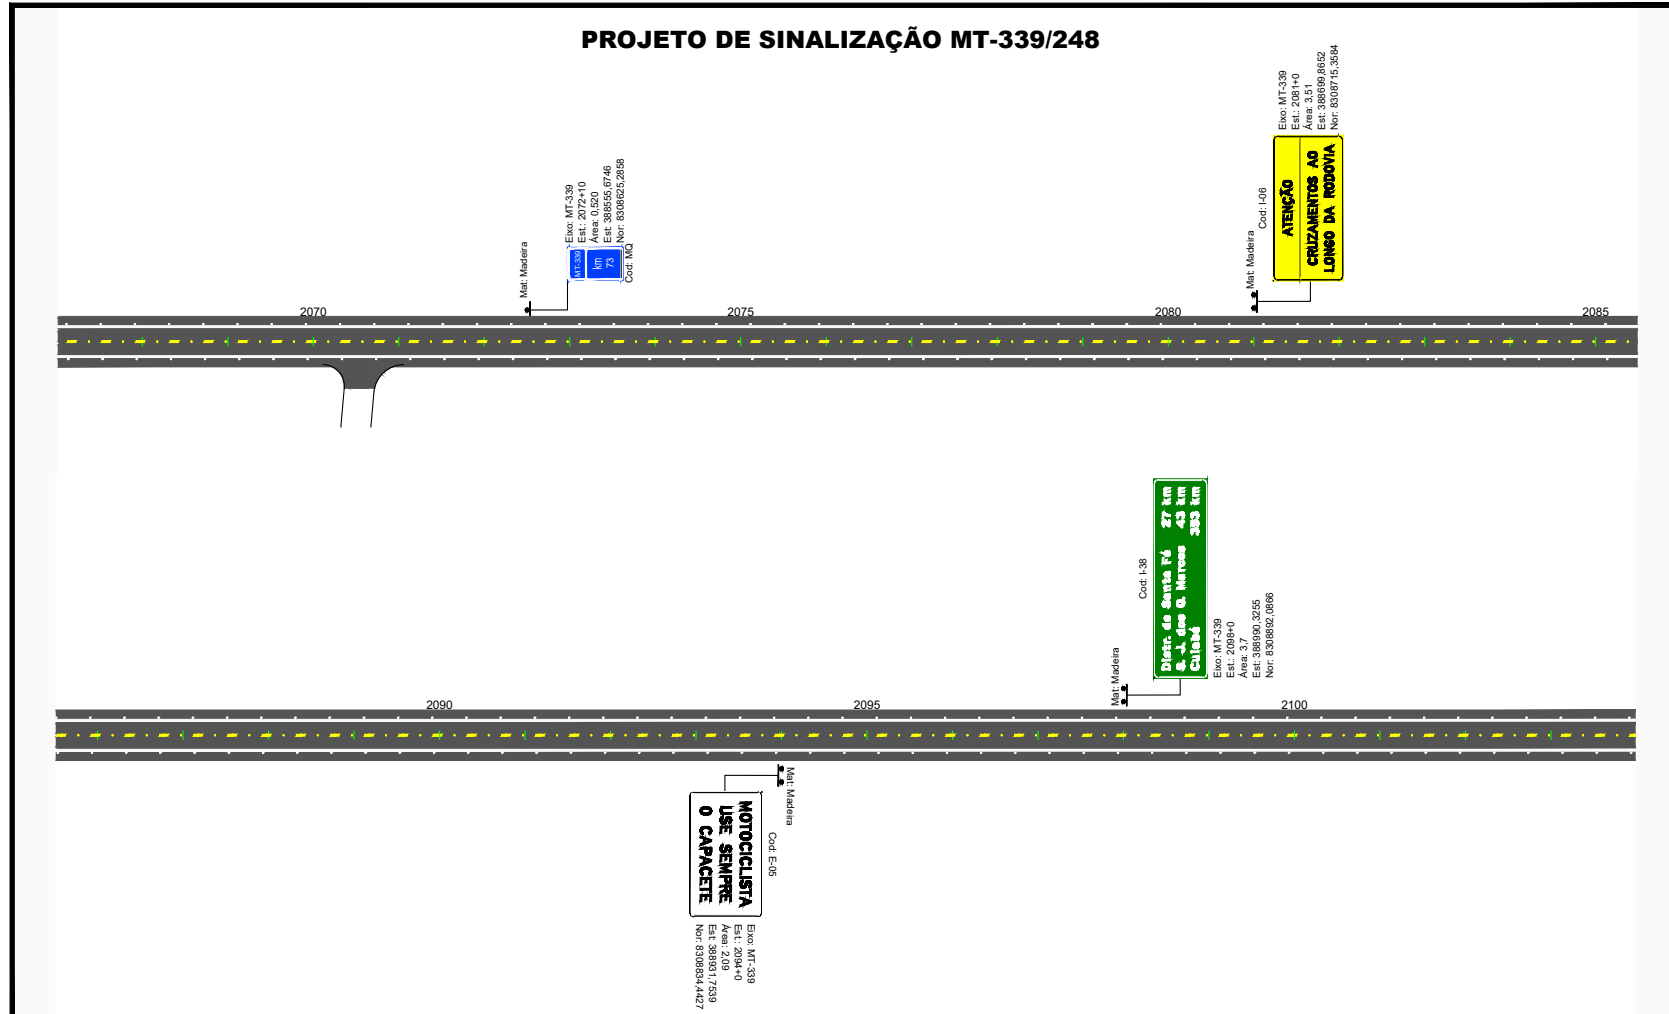 PROJETO DE SINALIZAÇÃO MT-339/248
Eixo: MT-339
Est.: 2072+10
Área: 0,520
Est: 388555,6746
Nor: 8308625,2858
Cod: MQ
Mat: Madeira
MT-339
km
73
Eixo: MT-339
Est.: 2081+0
Área: 3,51
Est: 388699,8652
Nor: 8308715,3584
Cod: I-06
Mat: Madeira
ATENÇÃO
CRUZAMENTOS AO
LONGO DA RODOVIA
2070
2075
2080
2085
Cod: I-38
Mat: Madeira
Distr. de Santa Fé 27 km
S. J. dos Q. Marcos 43 km
Cuiabá 353 km
Eixo: MT-339
Est.: 2098+0
Área: 3,7
Est: 388990,3255
Nor: 8308892,0866
2090
2095
2100
Mat: Madeira
Cod: E-05
MOTOCICLISTA
USE SEMPRE
O CAPACETE
Eixo: MT-339
Est.: 2094+0
Área: 2,09
Est: 388931,7539
Nor: 8308834,4427